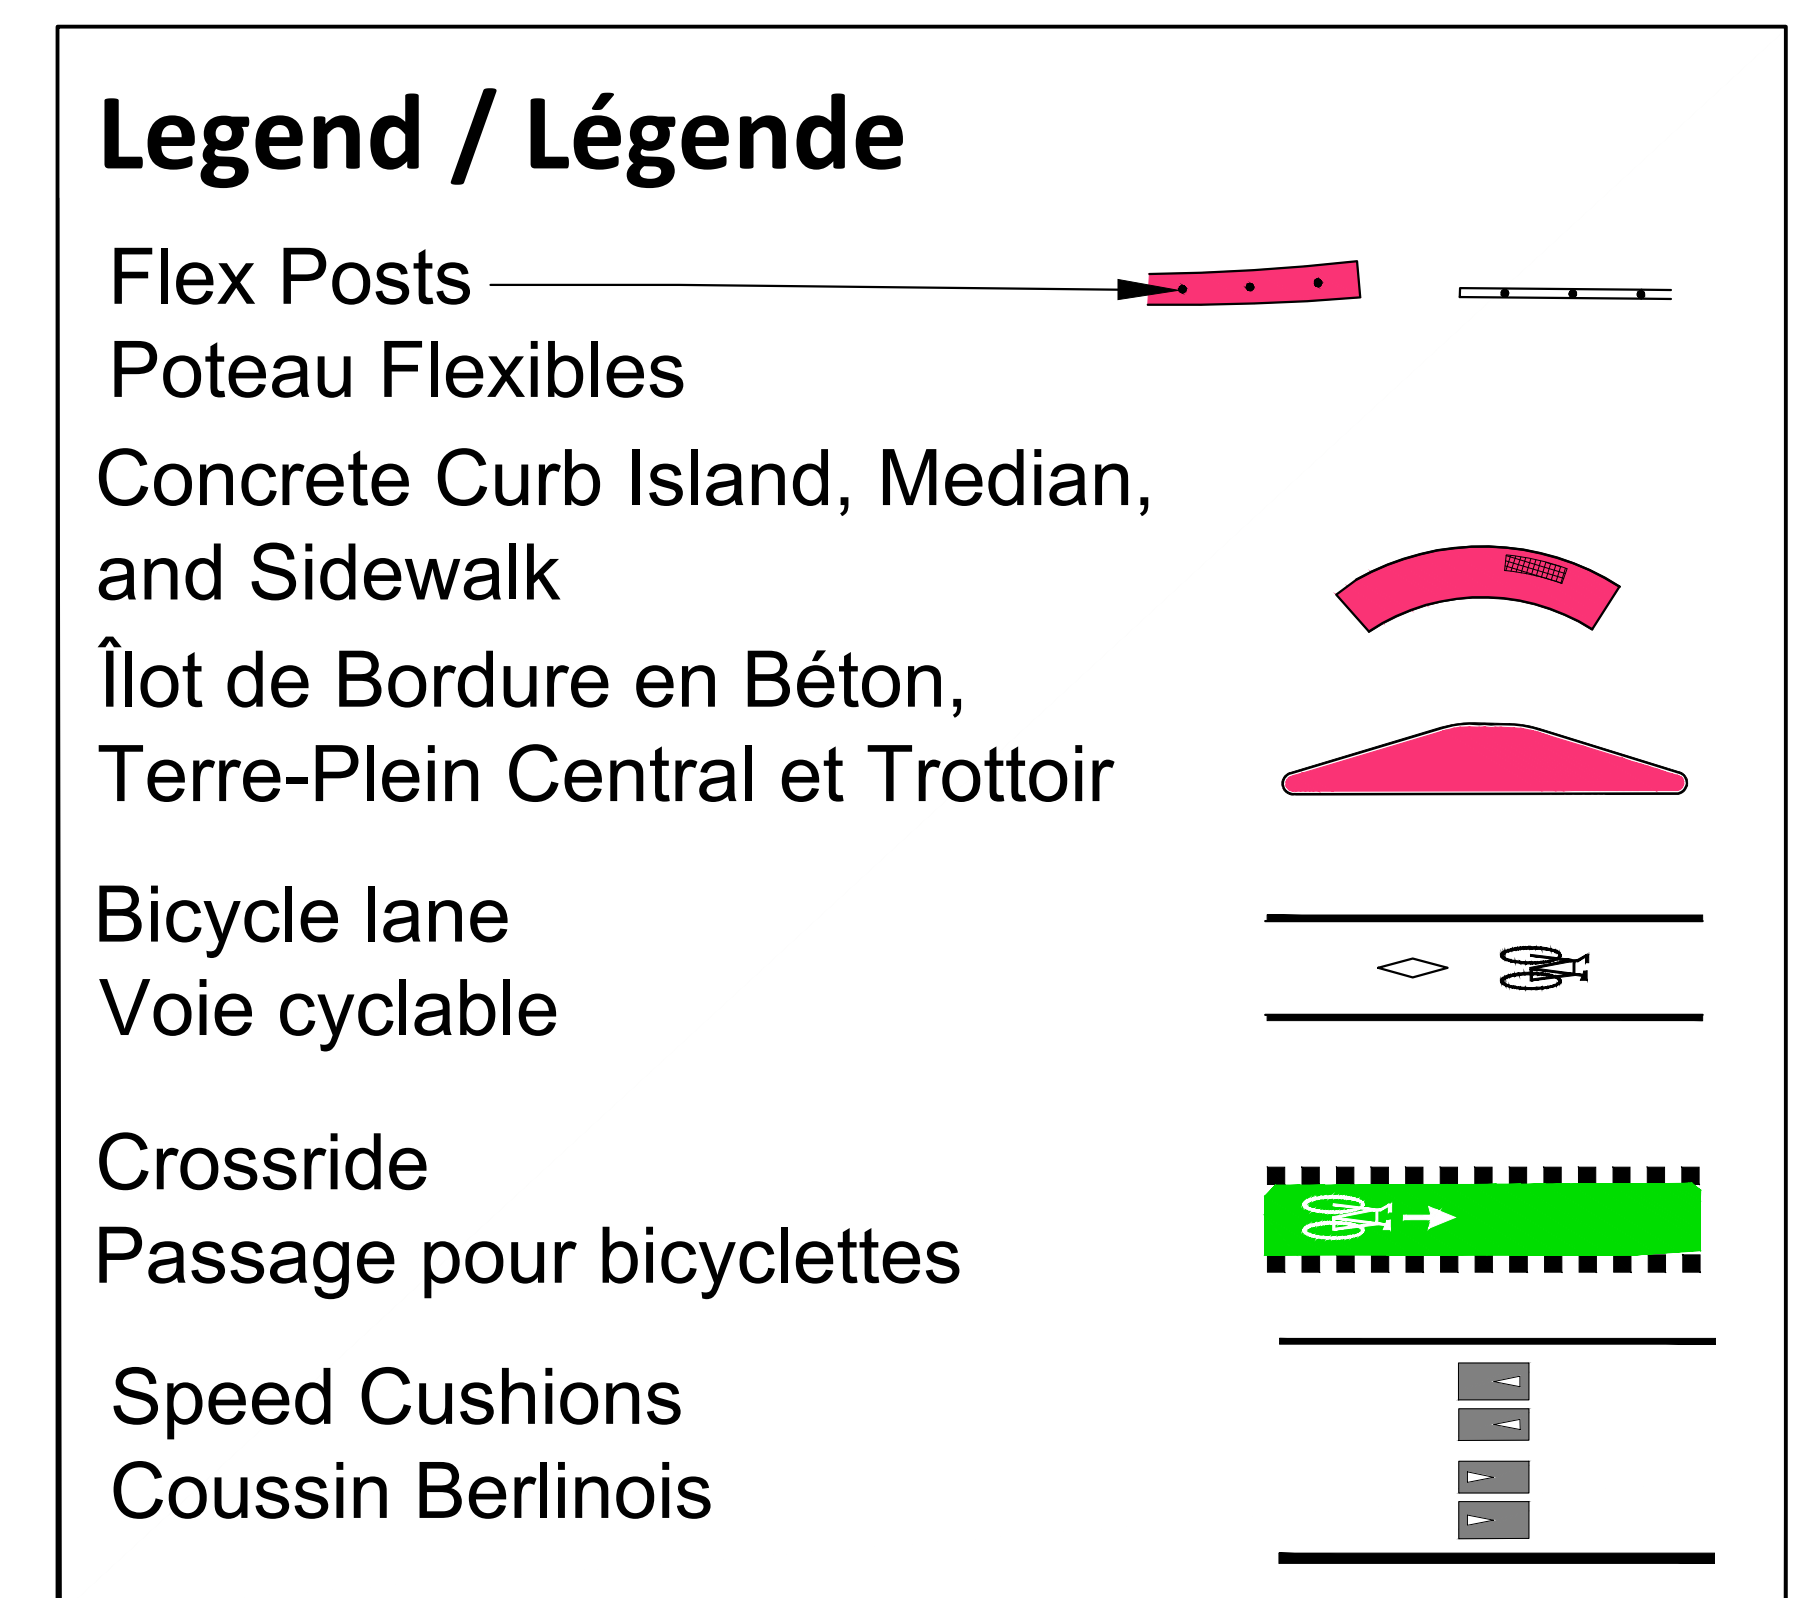 Legend / Légende
Flex Posts
Poteau Flexibles
Concrete Curb Island, Median,
and Sidewalk
Îlot de Bordure en Béton,
Terre-Plein Central et Trottoir
Bicycle lane
Voie cyclable
Crossride
Passage pour bicyclettes
Speed Cushions
Coussin Berlinois